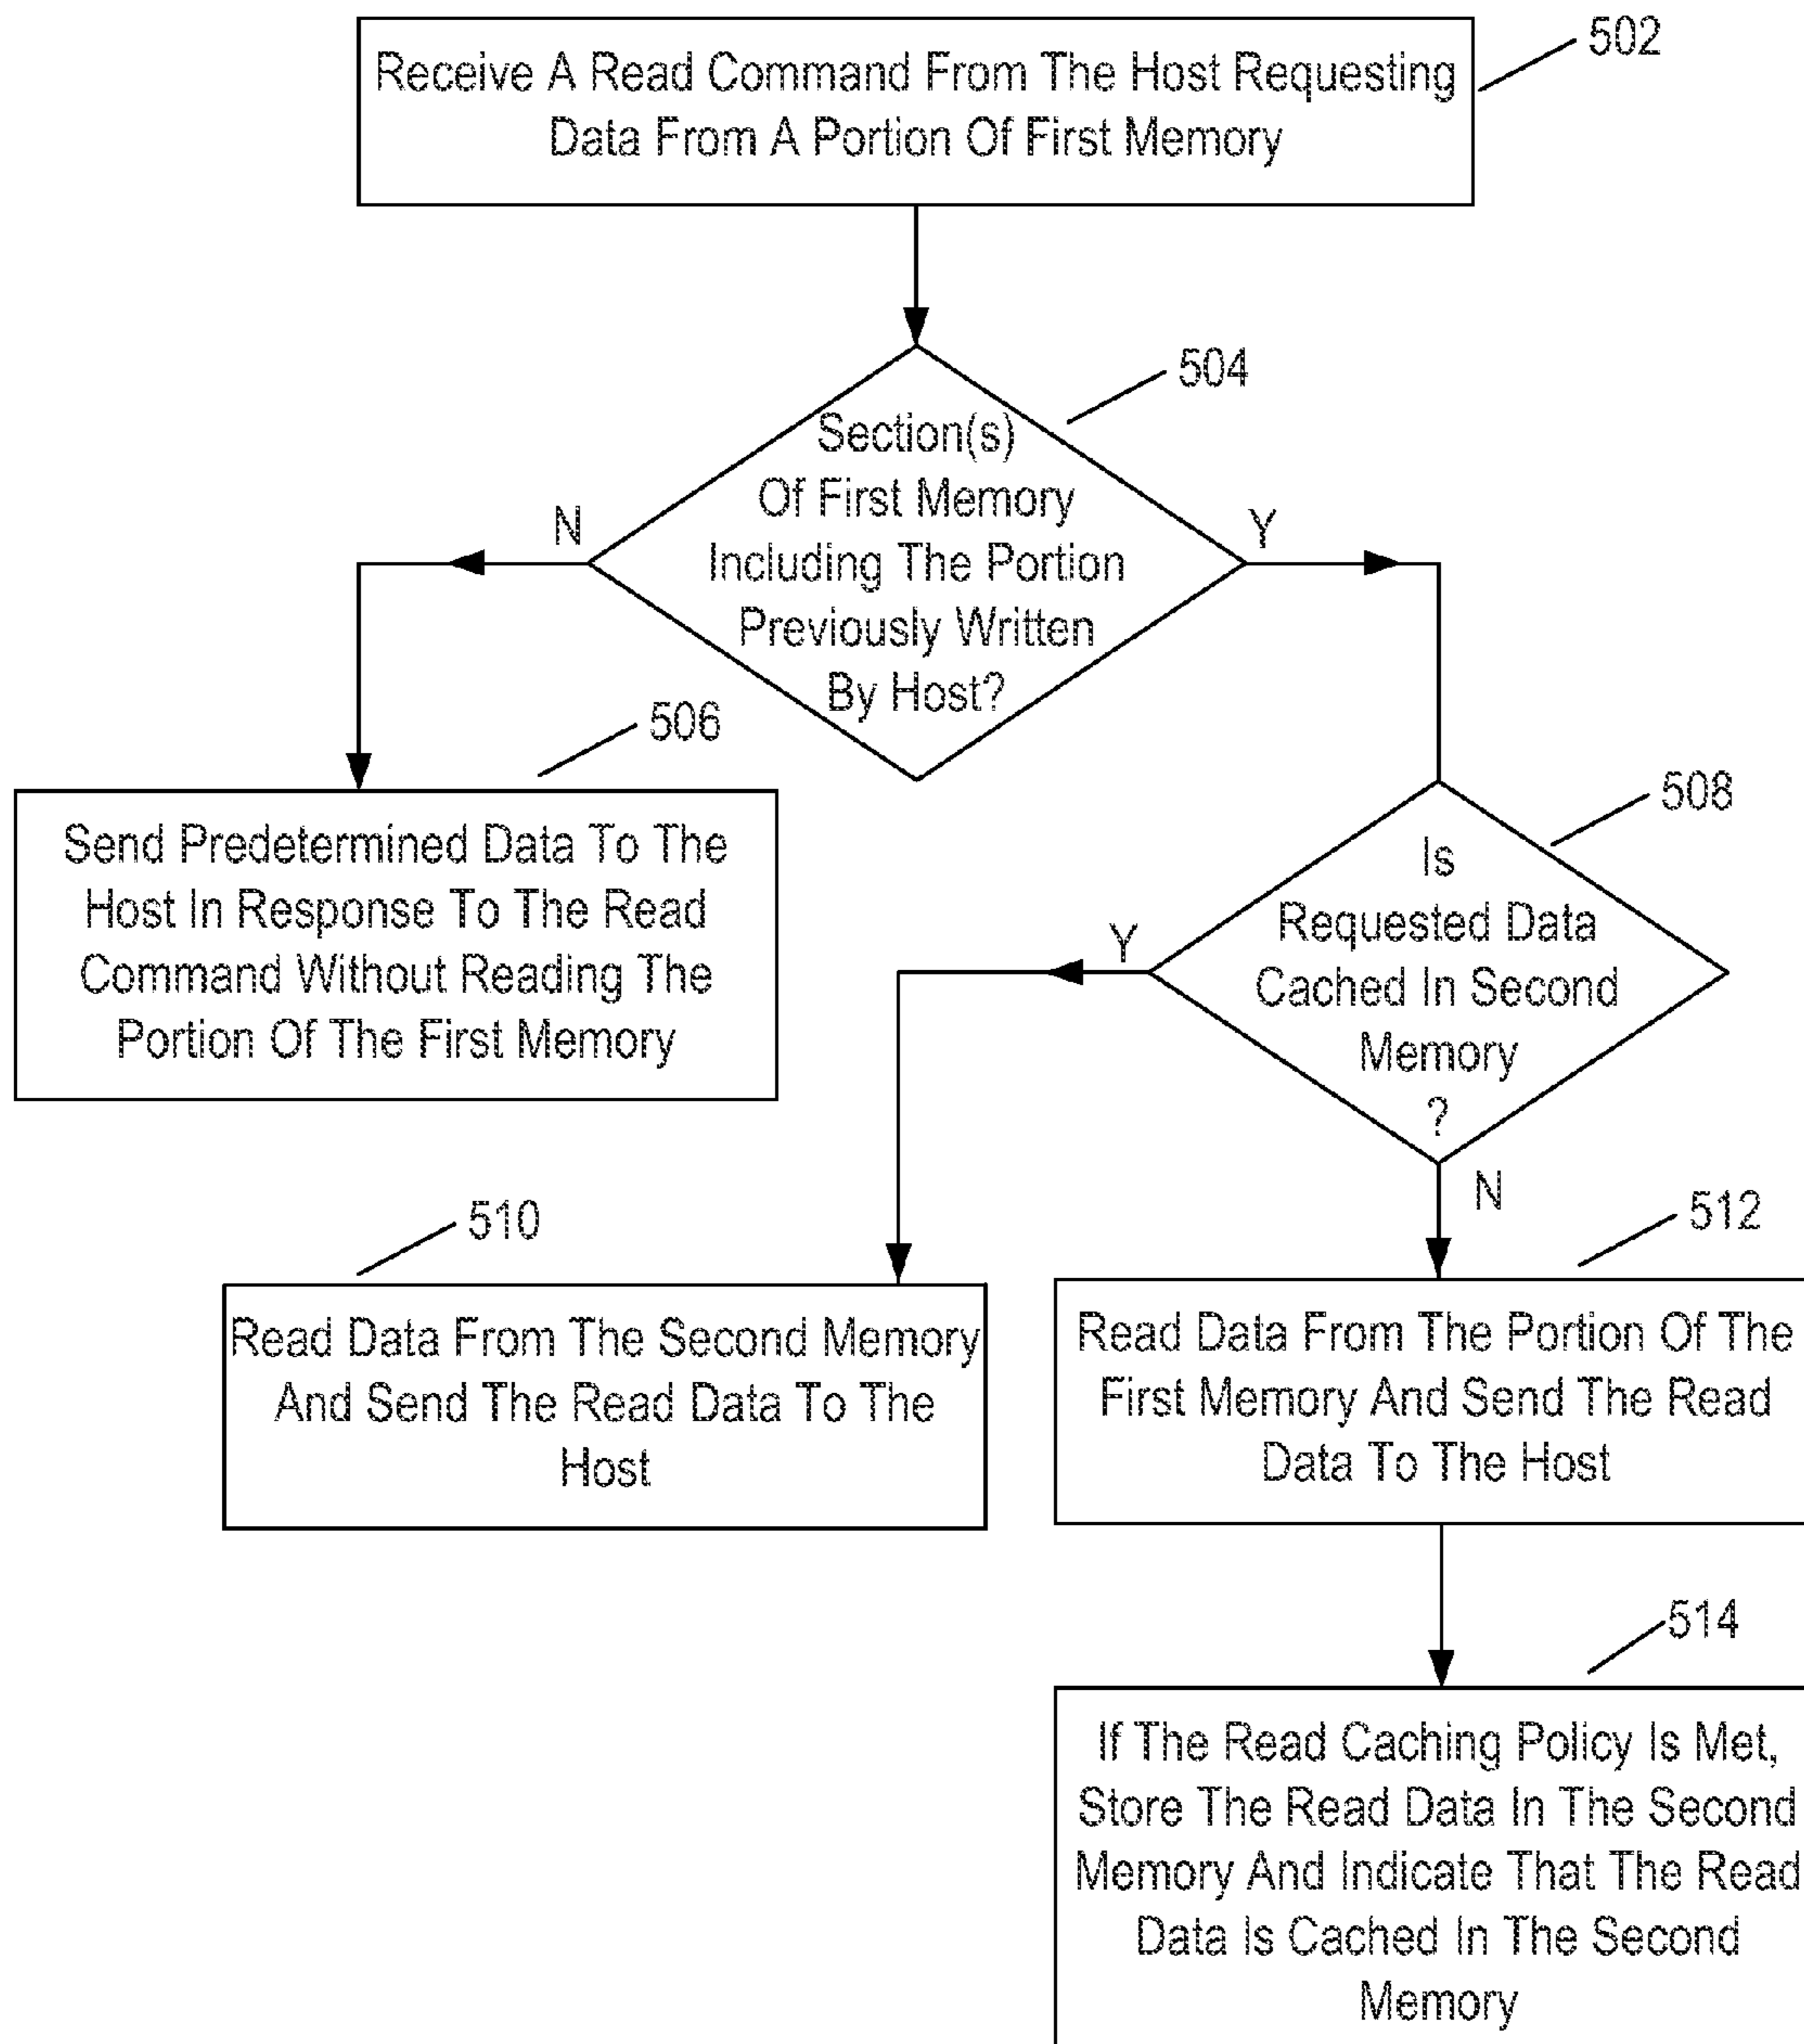 502
Receive A Read Command From The Host Requesting
Data From A Portion Of First Memory
504
Section(s)
Of First Memory
Including The Portion
Previously Written
By Host?
N
Y
506
Send Predetermined Data To The
Host In Response To The Read
Command Without Reading The
Portion Of The First Memory
508
Is
Requested Data
Cached In Second
Memory
?
Y
N
510
Read Data From The Second Memory
And Send The Read Data To The
Host
512
Read Data From The Portion Of The
First Memory And Send The Read
Data To The Host
514
If The Read Caching Policy Is Met,
Store The Read Data In The Second
Memory And Indicate That The Read
Data Is Cached In The Second
Memory